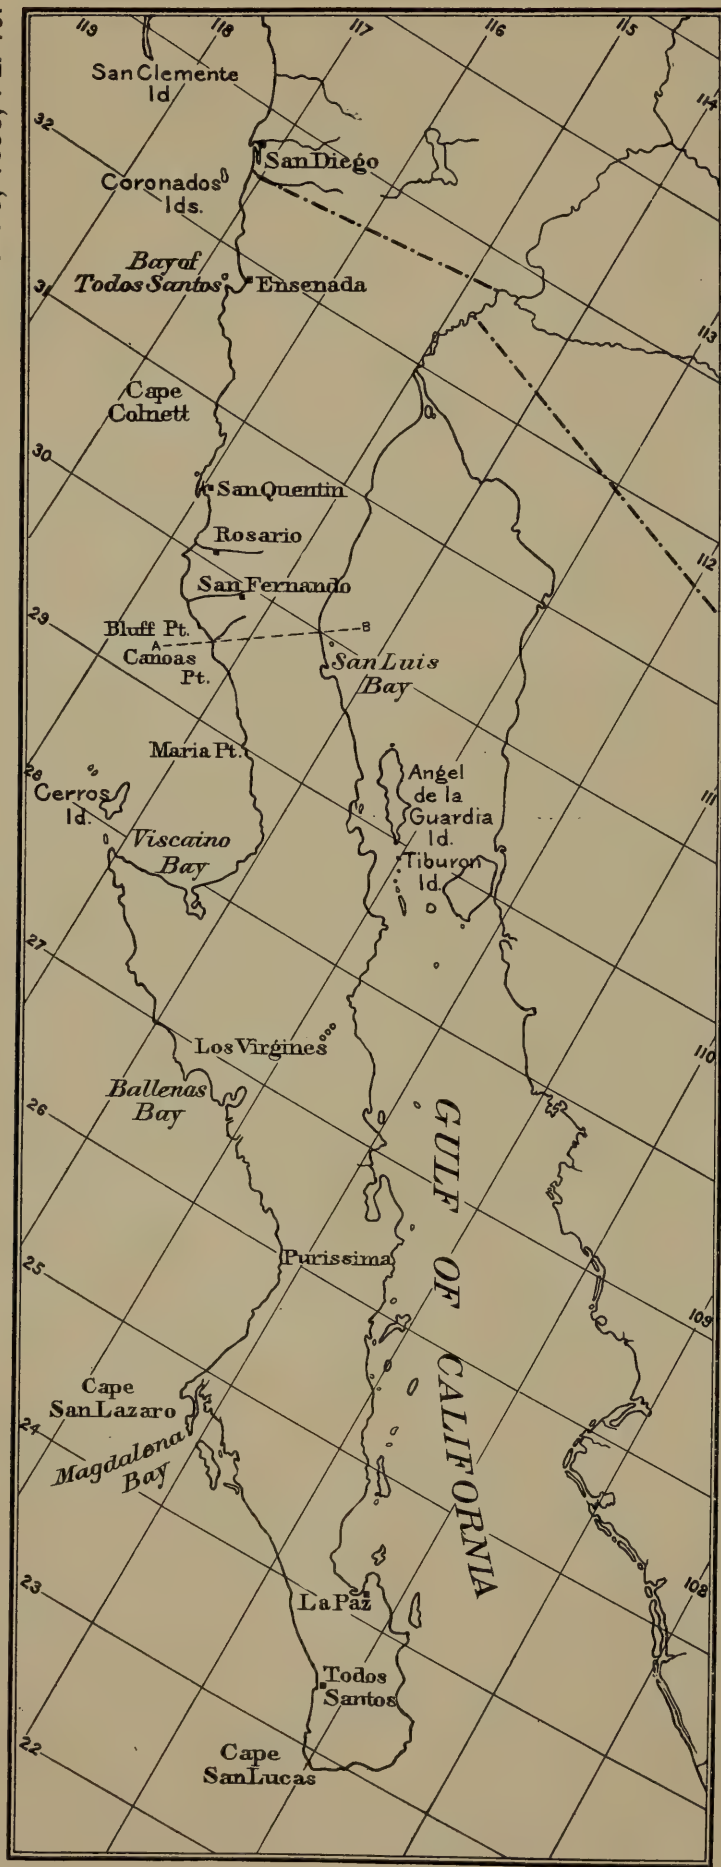 119
118
117
116
115
114
San Clemente
Id
32
San Diego
Coronados
Ids.
Bay of
Todos Santos
Ensenada
31
113
Cape
Colnett
30
San Quentin
Rosario
112
San Fernando
29
Bluff Pt.
A
B
Canoas
Pt.
San Luis
Bay
Maria Pt.
28
Angel
de la
Guardia
Id.
111
Cerros
Id.
Viscaino
Bay
Tiburon
Id.
27
Los Virgines
110
Ballenas
Bay
26
GULF OF CALIFORNIA
Purissima
25
109
Cape
San Lazaro
24
Magdalena
Bay
108
23
La Paz
Todos
Santos
22
Cape
San Lucas